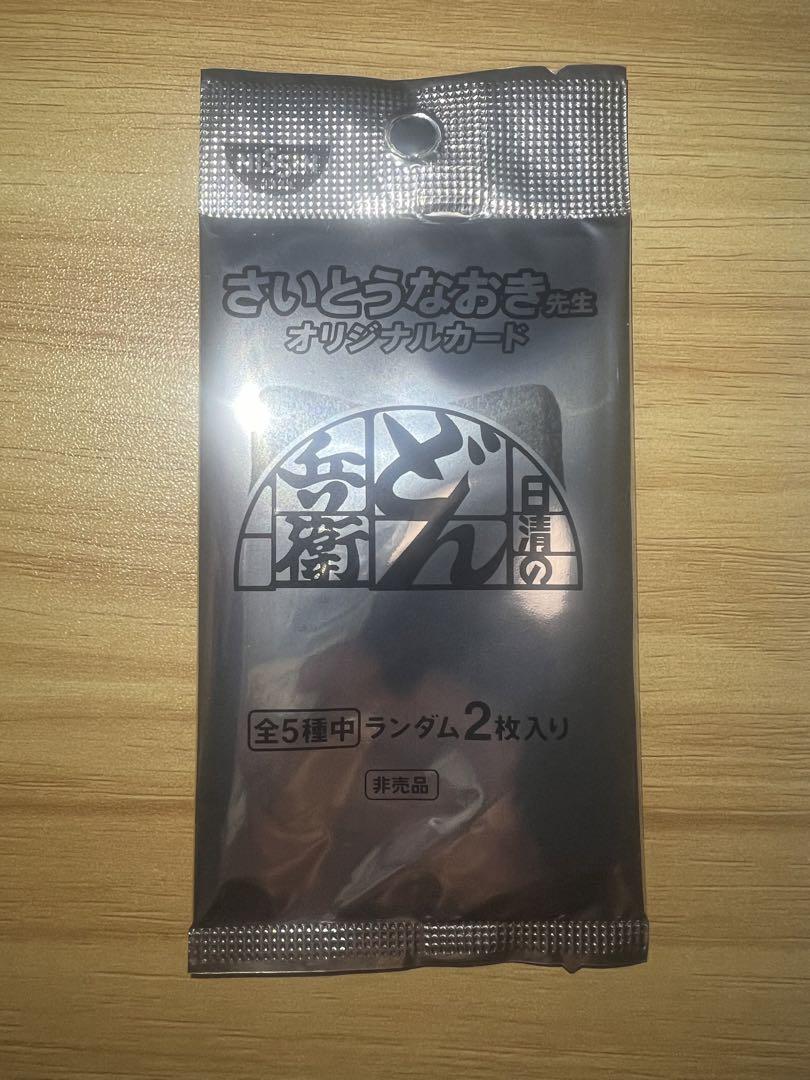 NISSIN
さいとうなおき先生
オリジナルカード
日清の
どん
兵衛
全5種中 ランダム2枚入り
非売品